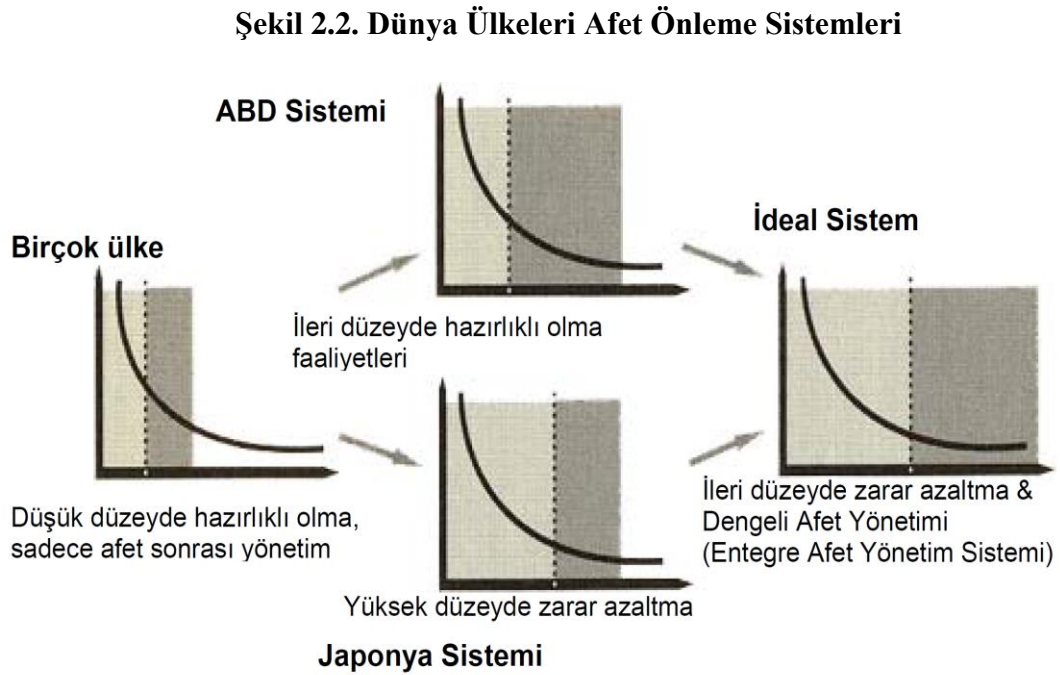 Şekil 2.2. Dünya Ülkeleri Afet Önleme Sistemleri
ABD Sistemi
Birçok ülke
İdeal Sistem
İleri düzeyde hazırlıklı olma
faaliyetleri
Düşük düzeyde hazırlıklı olma,
sadece afet sonrası yönetim
İleri düzeyde zarar azaltma &
Dengeli Afet Yönetimi
(Entegre Afet Yönetim Sistemi)
Yüksek düzeyde zarar azaltma
Japonya Sistemi